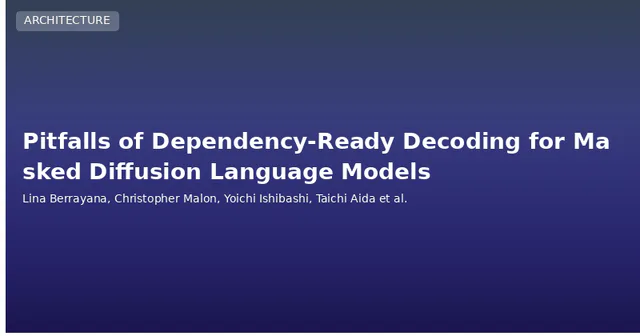 ARCHITECTURE
Pitfalls of Dependency-Ready Decoding for Ma
sked Diffusion Language Models
Lina Berrayana, Christopher Malon, Yoichi Ishibashi, Taichi Aida et al.